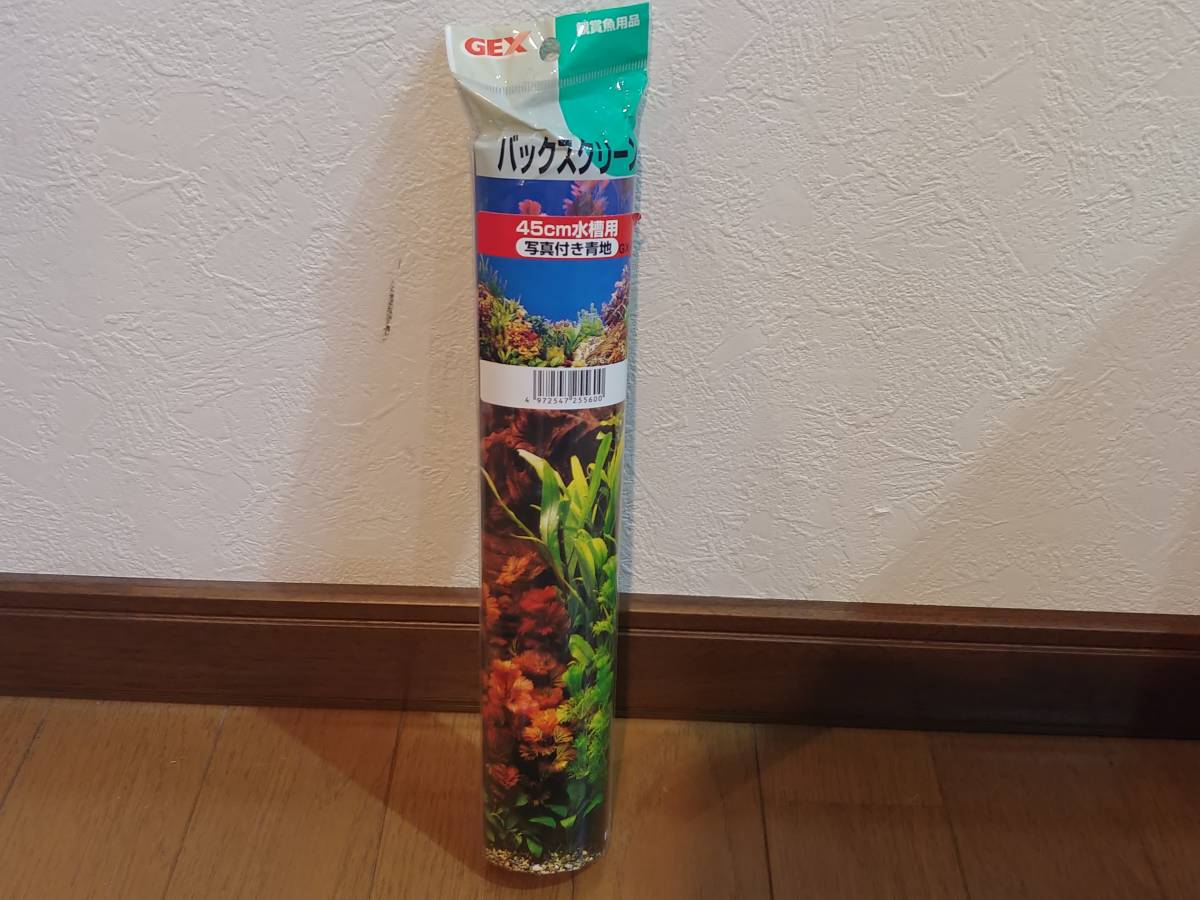 GEX
観賞魚用品
バックスクリーン
45cm水槽用
写真付き青地
4 972547 255600